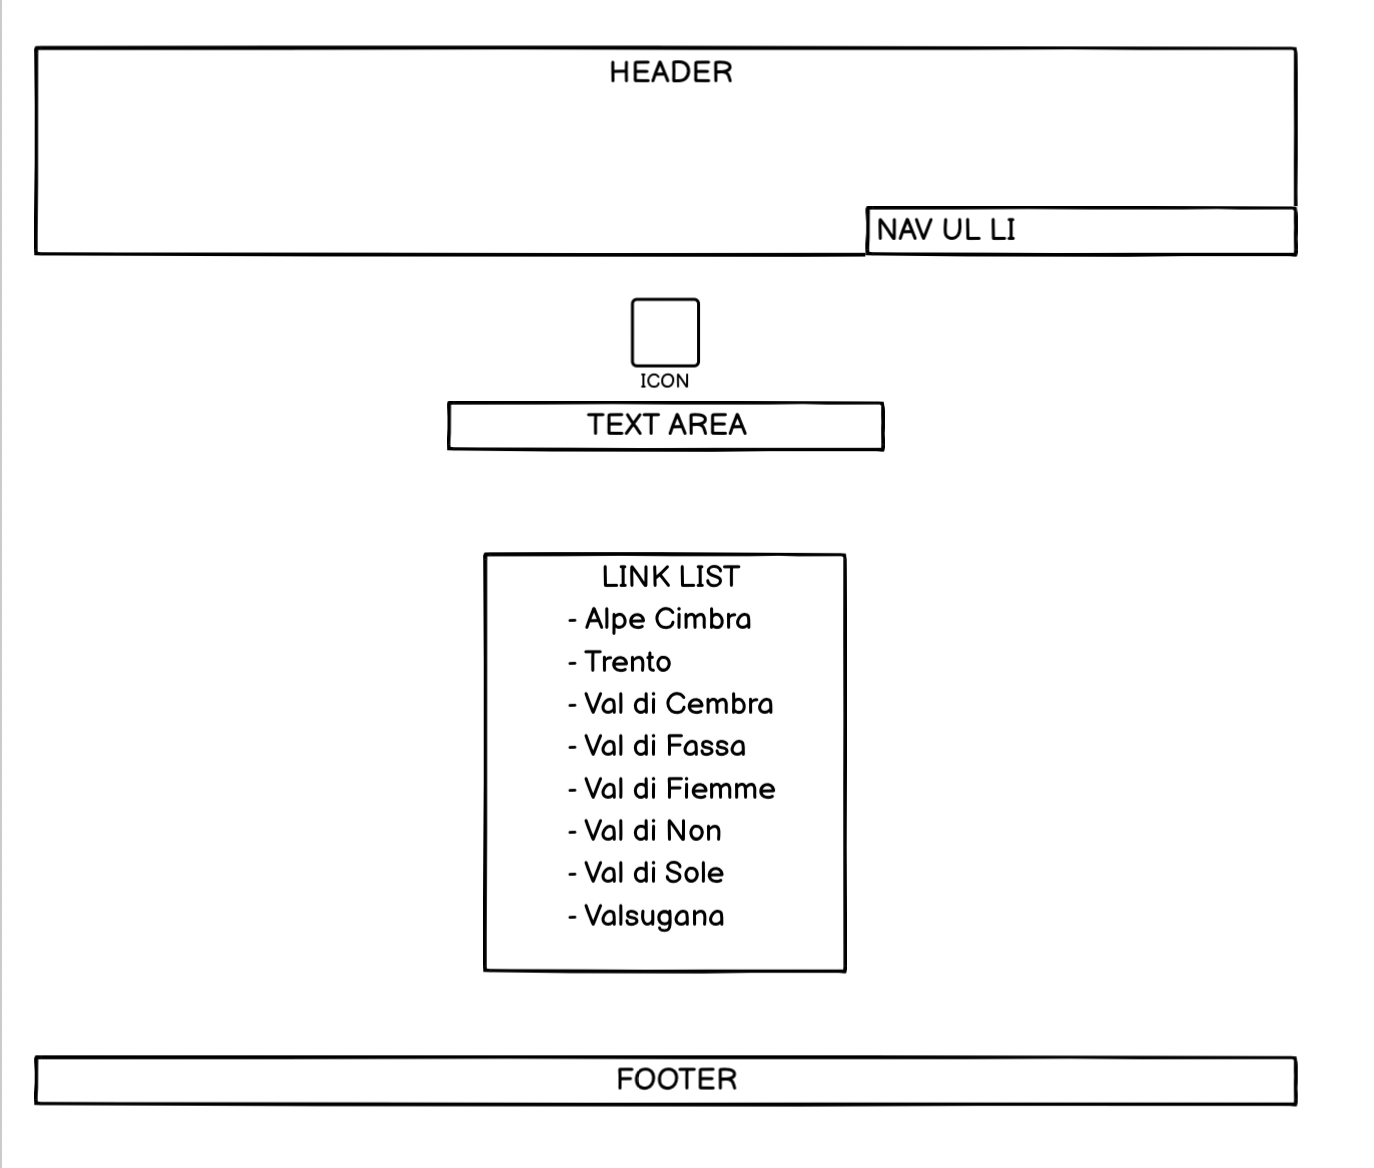 HEADER
NAV UL LI
ICON
TEXT AREA
LINK LIST
- Alpe Cimbra
- Trento
- Val di Cembra
- Val di Fassa
- Val di Fiemme
- Val di Non
- Val di Sole
- Valsugana
FOOTER